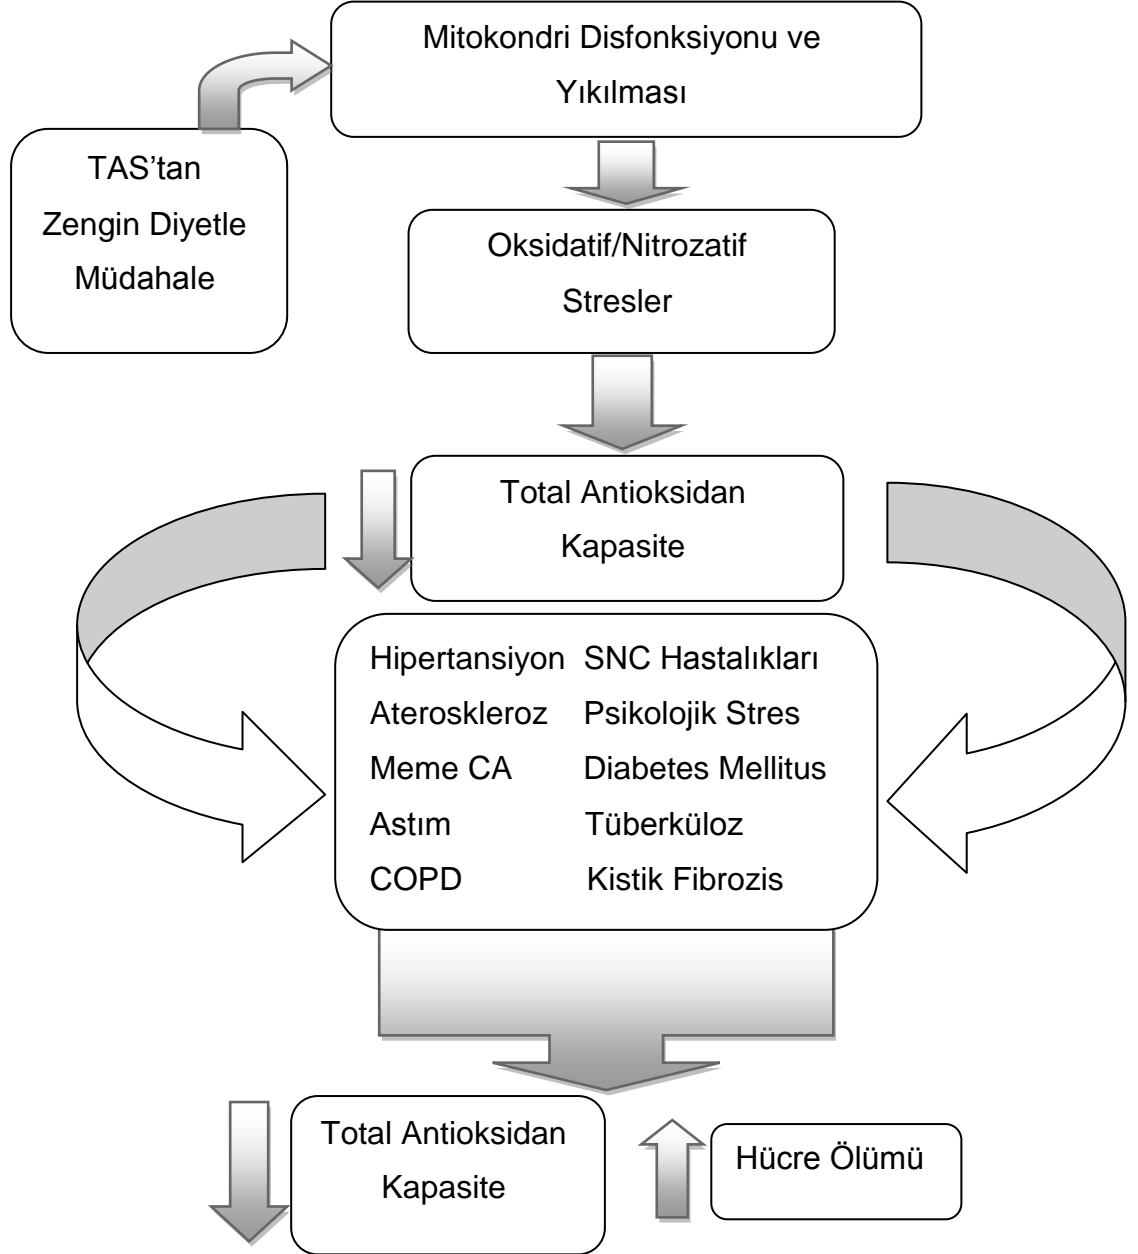 Mitokondri Disfonksiyonu ve
Yıkılması
TAS’tan
Zengin Diyetle
Müdahale
Oksidatif/Nitrozatif
Stresler
Total Antioksidan
Kapasite
Hipertansiyon SNC Hastalıkları
Ateroskleroz Psikolojik Stres
Meme CA Diabetes Mellitus
Astım Tüberküloz
COPD Kistik Fibrozis
Total Antioksidan
Kapasite
Hücre Ölümü